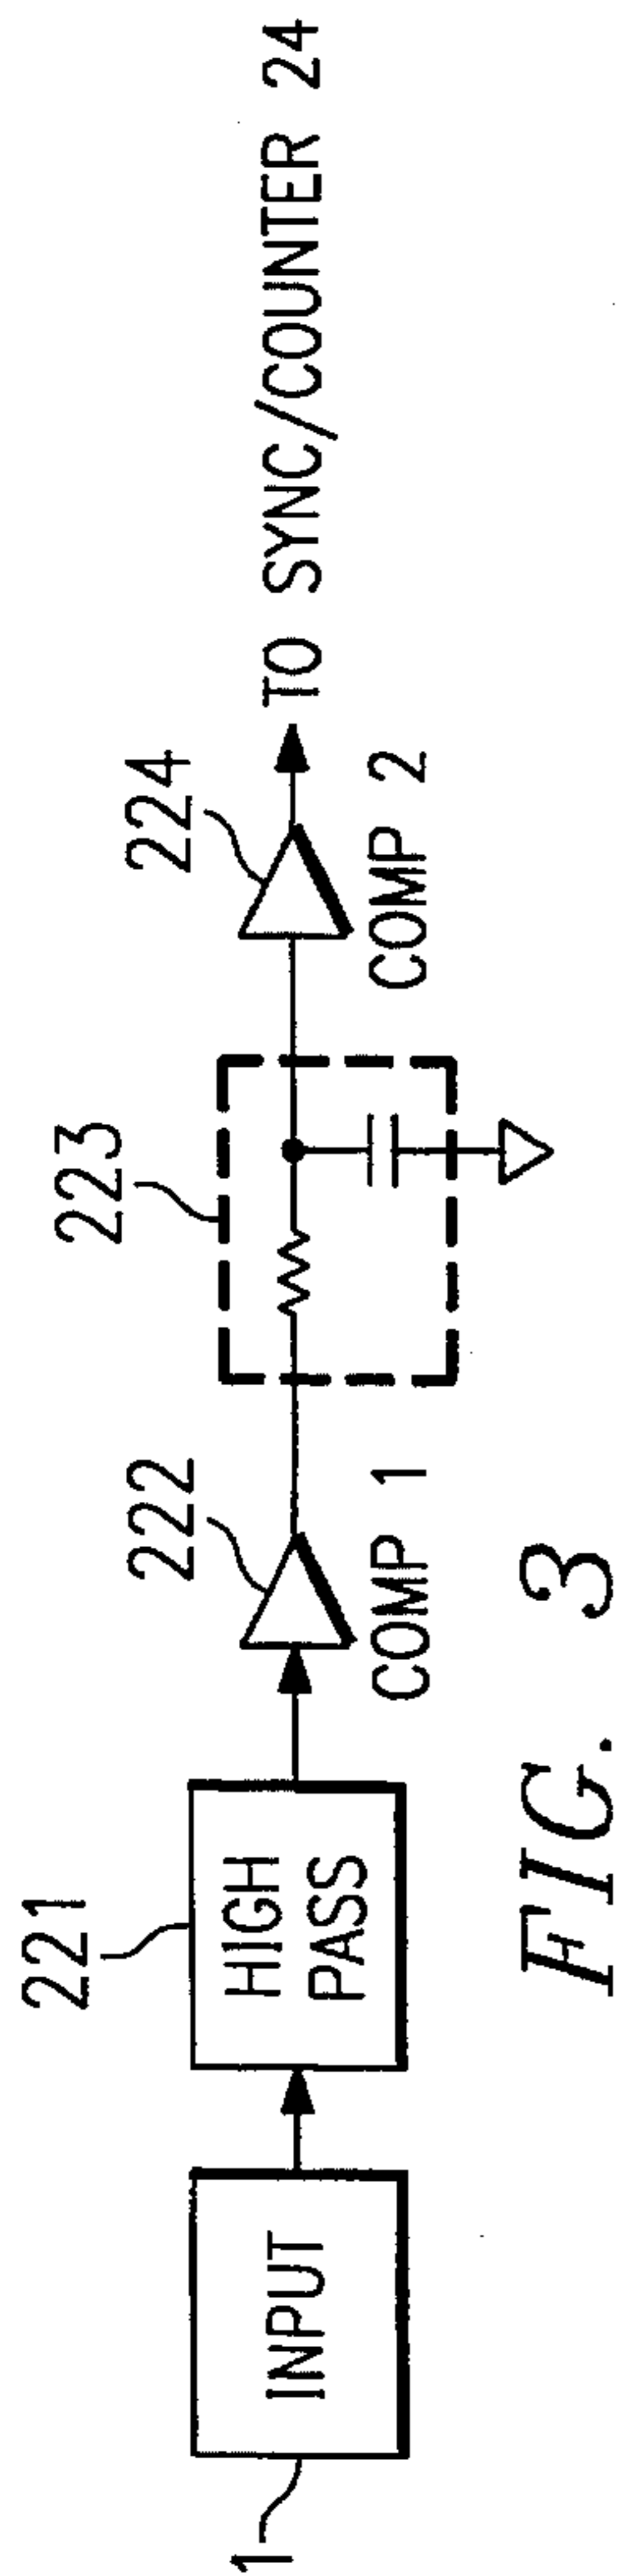 1
INPUT
221
HIGH
PASS
222
COMP 1
223
224
COMP 2
TO SYNC/COUNTER 24
FIG. 3